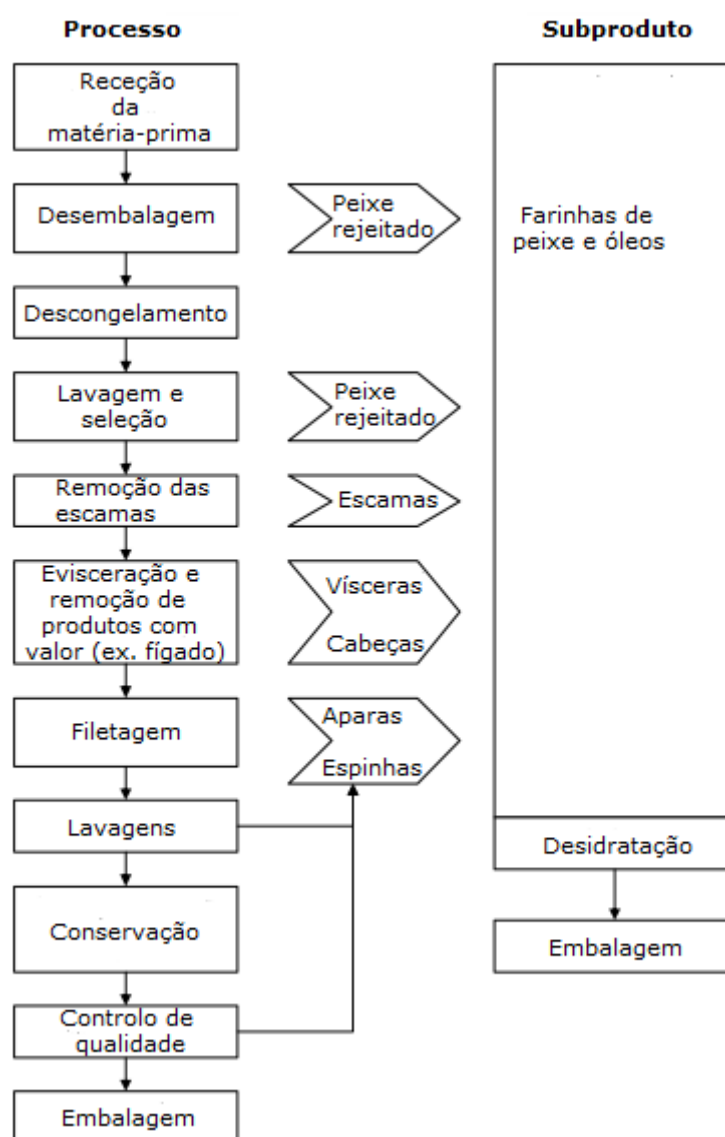 Processo
Subproduto
Receção
da
matéria-prima
Desembalagem
Peixe
rejeitado
Farinhas de
peixe e óleos
Descongelamento
Lavagem e
seleção
Peixe
rejeitado
Remoção das
escamas
Escamas
Evisceração e
remoção de
produtos com
valor (ex. fígado)
Vísceras
Cabeças
Filetagem
Aparas
Espinhas
Lavagens
Desidratação
Conservação
Embalagem
Controlo de
qualidade
Embalagem